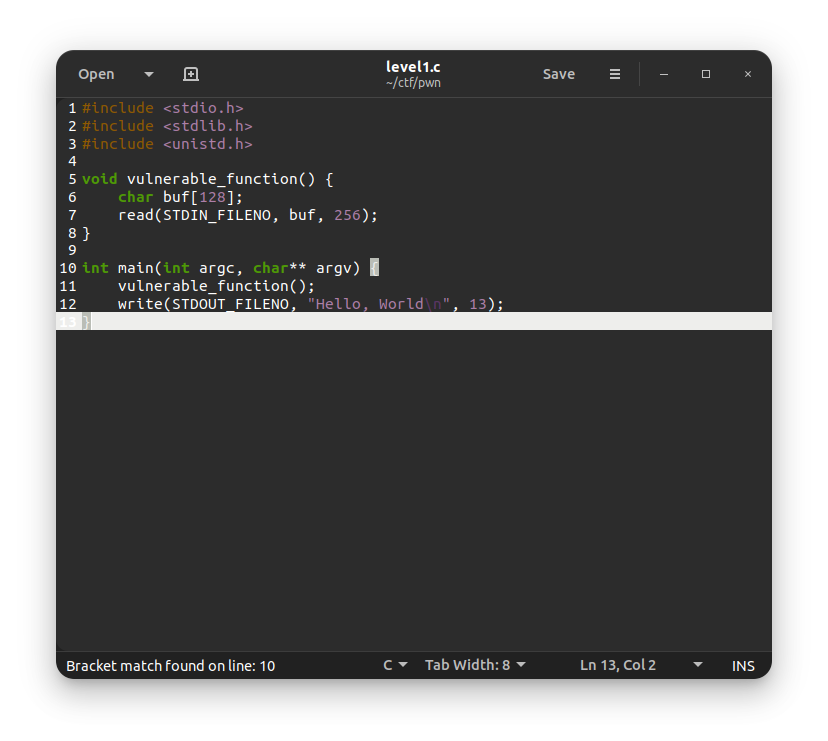 Open level1.c Save
~/ctf/pwn
1 #include <stdio.h>
2 #include <stdlib.h>
3 #include <unistd.h>
4
5 void vulnerable_function() {
6     char buf[128];
7     read(STDIN_FILENO, buf, 256);
8 }
9
10 int main(int argc, char** argv) {
11     vulnerable_function();
12     write(STDOUT_FILENO, "Hello, World\n", 13);
13 }
Bracket match found on line: 10 C Tab Width: 8 Ln 13, Col 2 INS